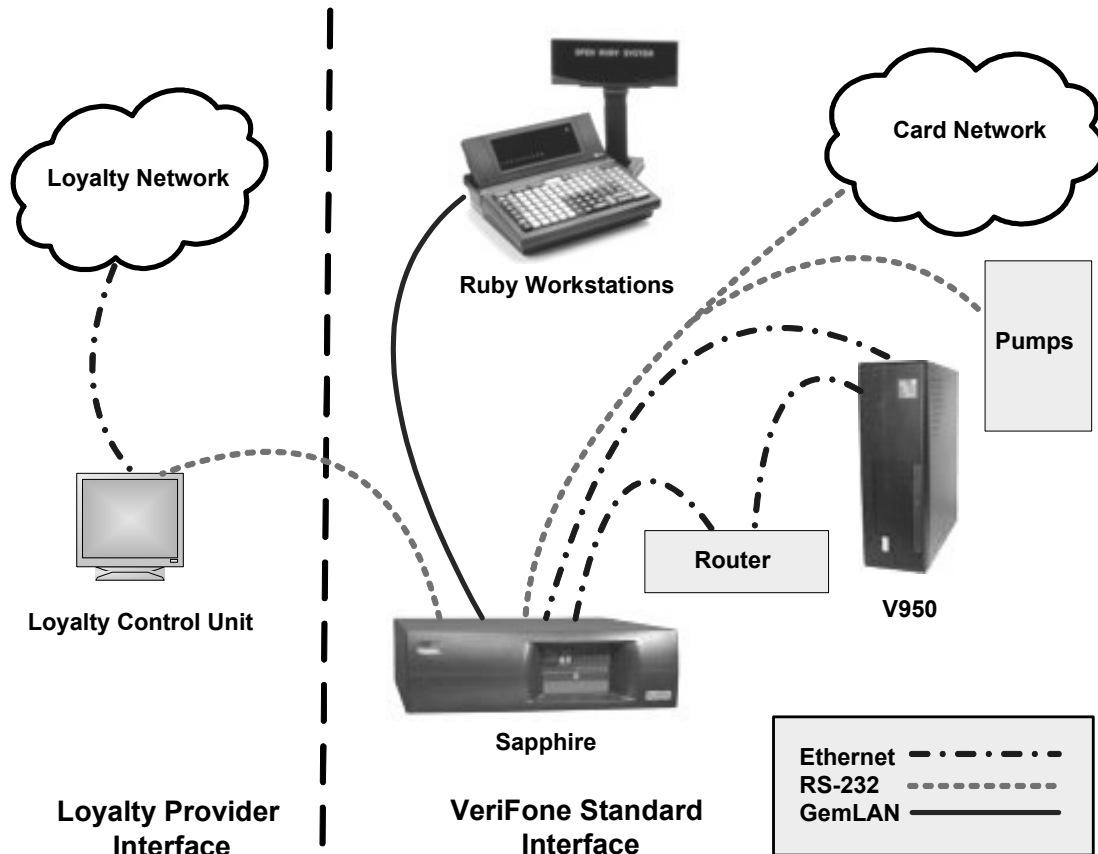 OPEN RUBY SYSTEM
Loyalty Network
Card Network
Ruby Workstations
Pumps
Router
V950
Loyalty Control Unit
Sapphire
Ethernet
RS-232
GemLAN
Loyalty Provider
Interface
VeriFone Standard
Interface